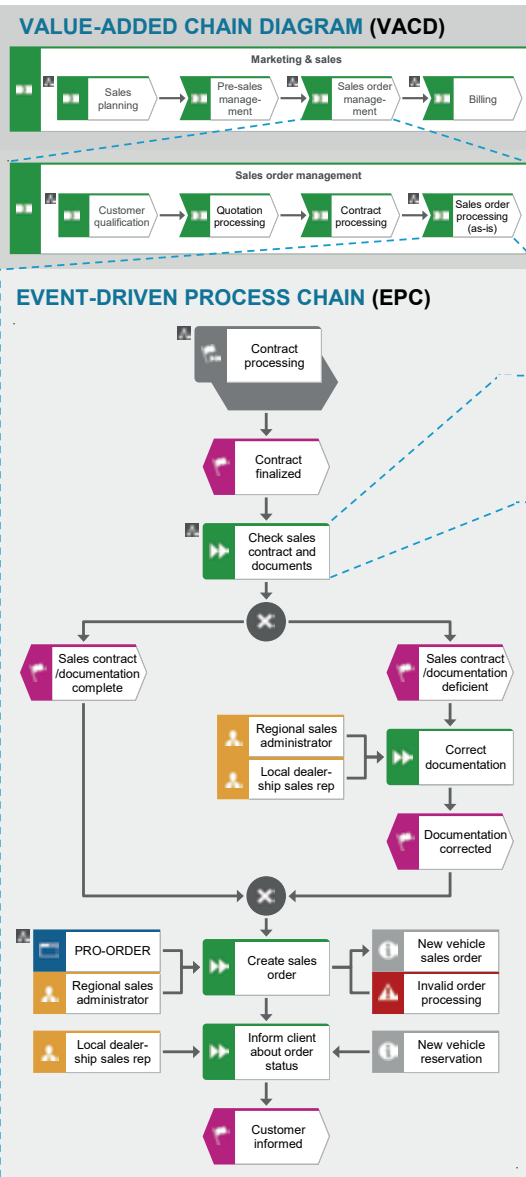 VALUE-ADDED CHAIN DIAGRAM (VACD)
Marketing & sales
Sales
planning
Pre-sales
manage-
ment
Sales order
manage-
ment
Billing
Sales order management
Customer
qualification
Quotation
processing
Contract
processing
Sales order
processing
(as-is)
EVENT-DRIVEN PROCESS CHAIN (EPC)
Contract
processing
Contract
finalized
Check sales
contract and
documents
Sales contract
/documentation
complete
Sales contract
/documentation
deficient
Regional sales
administrator
Local dealer-
ship sales rep
Correct
documentation
Documentation
corrected
PRO-ORDER
Regional sales
administrator
Create sales
order
New vehicle
sales order
Invalid order
processing
Local dealer-
ship sales rep
Inform client
about order
status
New vehicle
reservation
Customer
informed